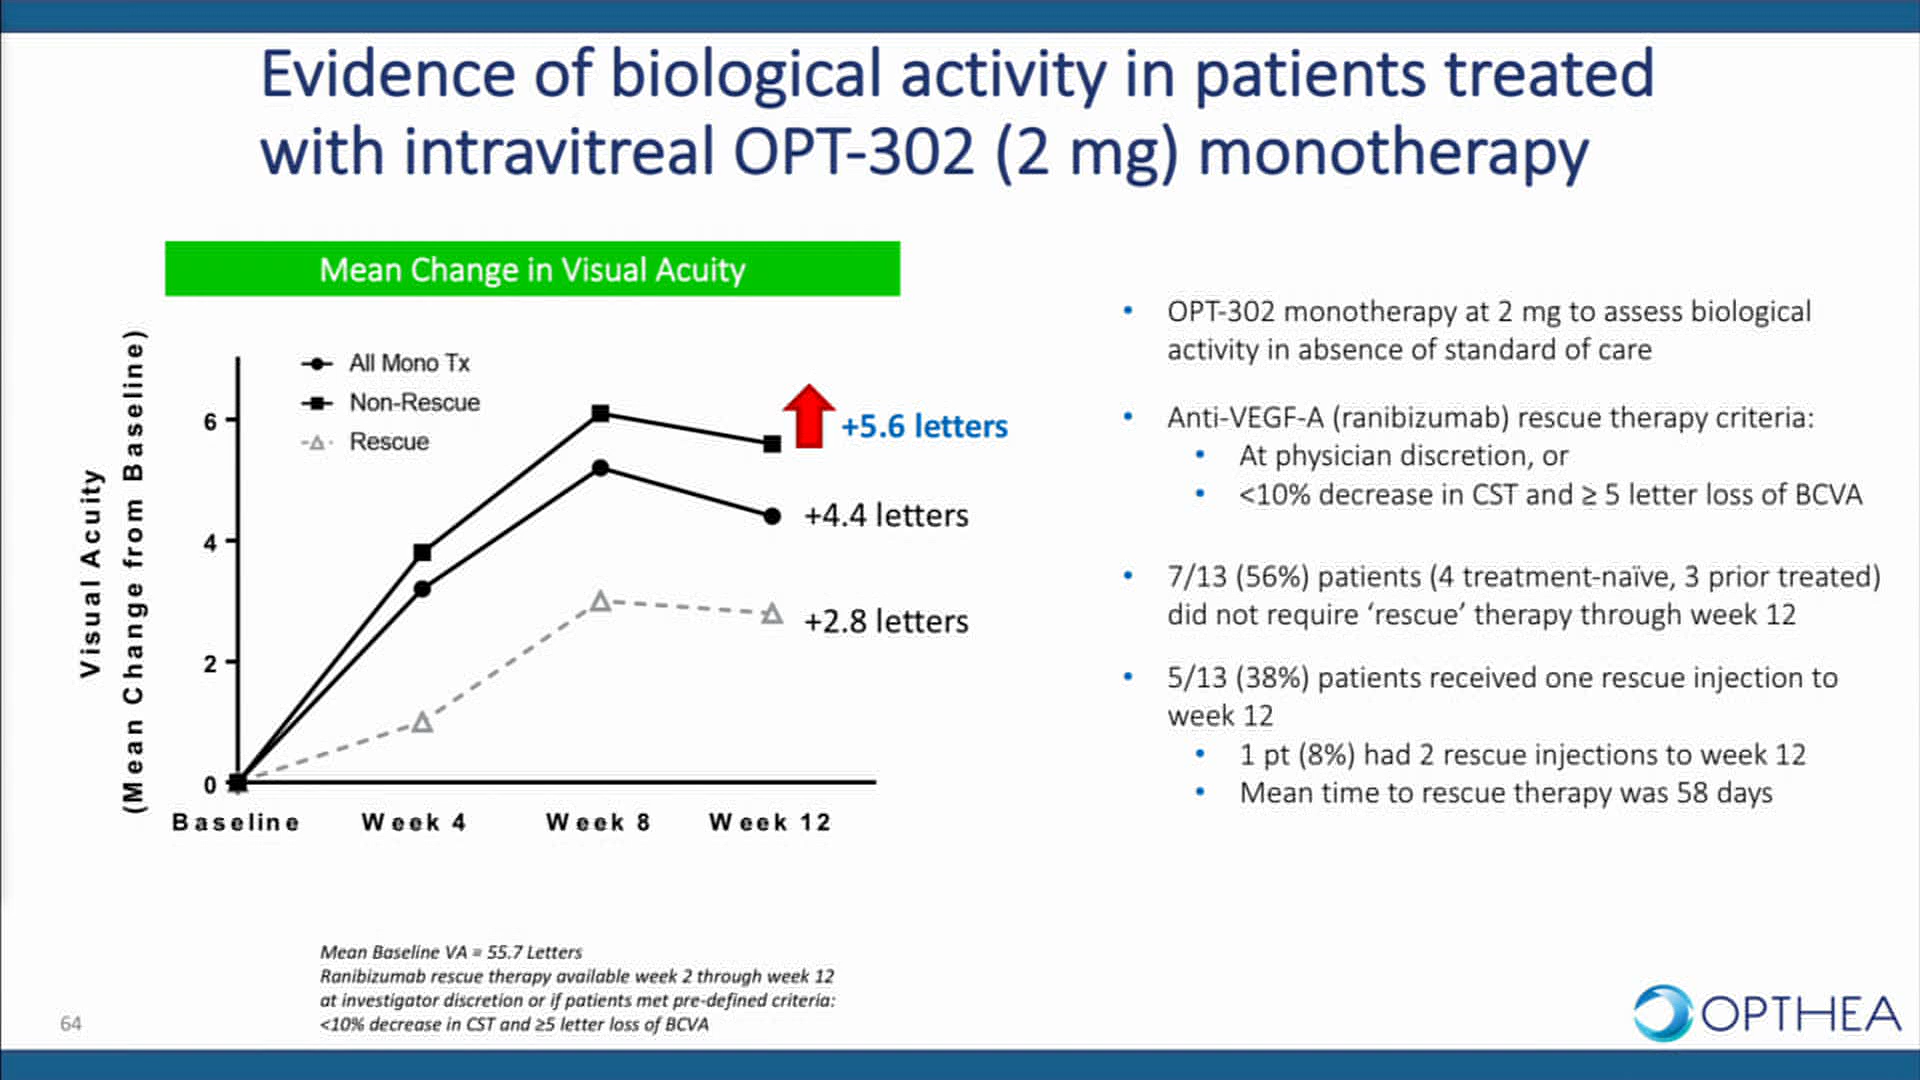 Evidence of biological activity in patients treated
with intravitreal OPT-302 (2 mg) monotherapy
Mean Change in Visual Acuity
Visual Acuity
(Mean Change from Baseline)
All Mono Tx
Non-Rescue
Rescue
6
4
2
0
+5.6 letters
+4.4 letters
+2.8 letters
Baseline Week 4 Week 8 Week 12
• OPT-302 monotherapy at 2 mg to assess biological
activity in absence of standard of care
• Anti-VEGF-A (ranibizumab) rescue therapy criteria:
• At physician discretion, or
• <10% decrease in CST and ≥ 5 letter loss of BCVA
• 7/13 (56%) patients (4 treatment-naïve, 3 prior treated)
did not require ‘rescue’ therapy through week 12
• 5/13 (38%) patients received one rescue injection to
week 12
• 1 pt (8%) had 2 rescue injections to week 12
• Mean time to rescue therapy was 58 days
Mean Baseline VA = 55.7 Letters
Ranibizumab rescue therapy available week 2 through week 12
at investigator discretion or if patients met pre-defined criteria:
<10% decrease in CST and ≥5 letter loss of BCVA
64
OPTHEA